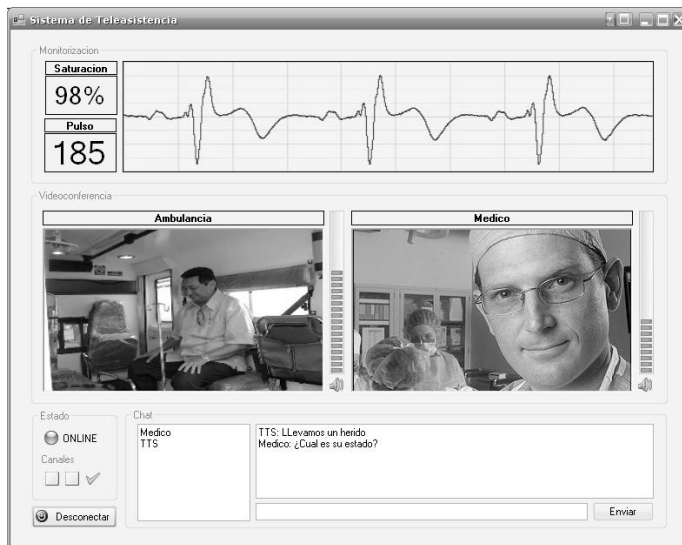 Sistema de Teleasistencia
Monitorizacion
Saturacion
98%
Pulso
185
Videoconferencia
Ambulancia
Medico
Estado
ONLINE
Canales
Desconectar
Chat
Medico
TTS
TTS: LLevamos un herido
Medico: ¿Cual es su estado?
Enviar